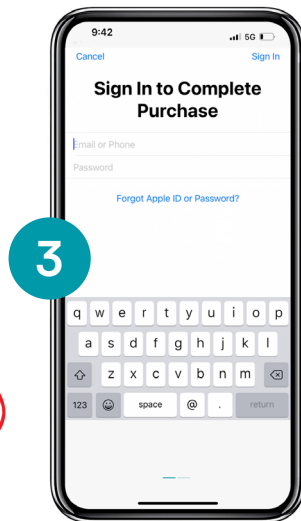 9:42
5G
Cancel
Sign In
Sign In to Complete
Purchase
Email or Phone
Password
Forgot Apple ID or Password?
3
q w e r t y u i o p
a s d f g h j k l
z x c v b n m
123 space @ . return